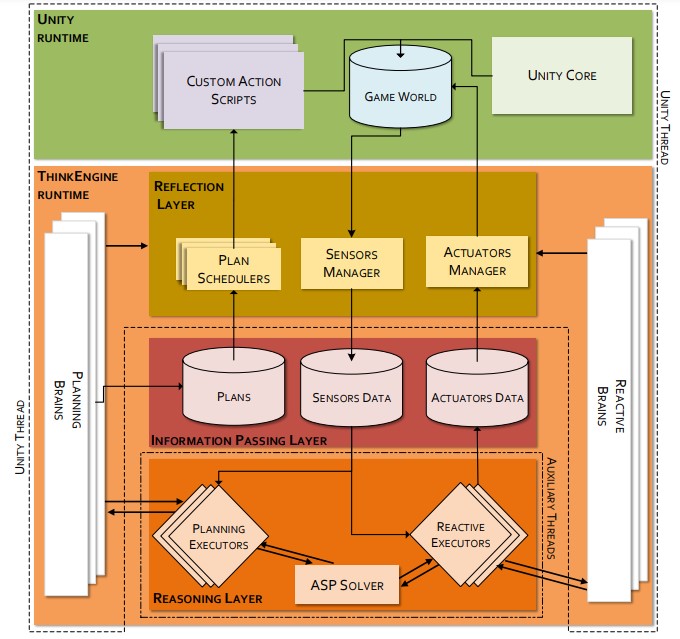 UNITY
RUNTIME
CUSTOM ACTION
SCRIPTS
GAME WORLD
UNITY CORE
UNITY THREAD
THINKENGINE
RUNTIME
REFLECTION
LAYER
PLAN
SCHEDULERS
SENSORS
MANAGER
ACTUATORS
MANAGER
PLANNING
BRAINS
REACTIVE
BRAINS
PLANS
SENSORS DATA
ACTUATORS DATA
INFORMATION PASSING LAYER
UNITY THREAD
AUXILIARY THREADS
PLANNING
EXECUTORS
REACTIVE
EXECUTORS
ASP SOLVER
REASONING LAYER